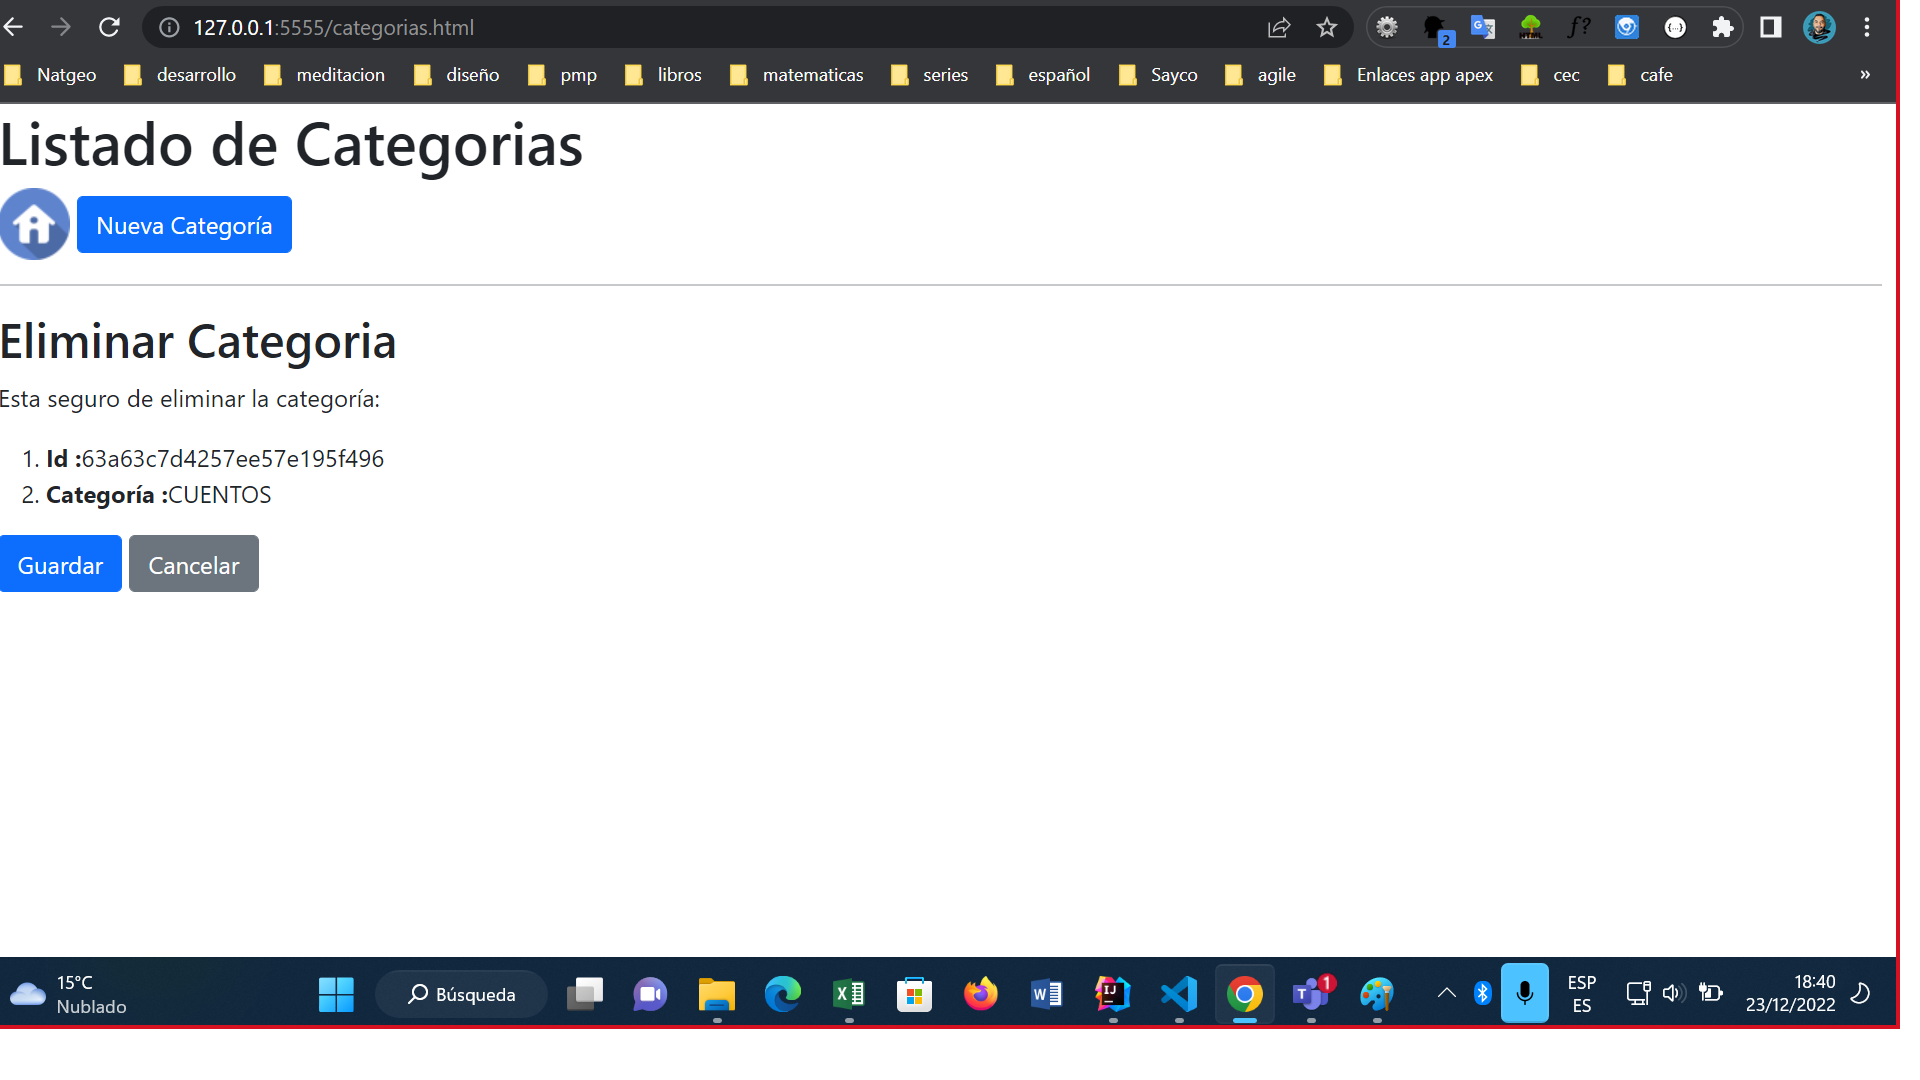 127.0.0.1:5555/categorias.html
2
Natgeo desarrollo meditacion diseño pmp libros matematicas series español Sayco agile Enlaces app apex cec cafe »
Listado de Categorias
Nueva Categoría
Eliminar Categoria
Esta seguro de eliminar la categoría:
1. Id :63a63c7d4257ee57e195f496
2. Categoría :CUENTOS
Guardar Cancelar
15°C
Nublado
Búsqueda
1
ESP
ES
18:40
23/12/2022